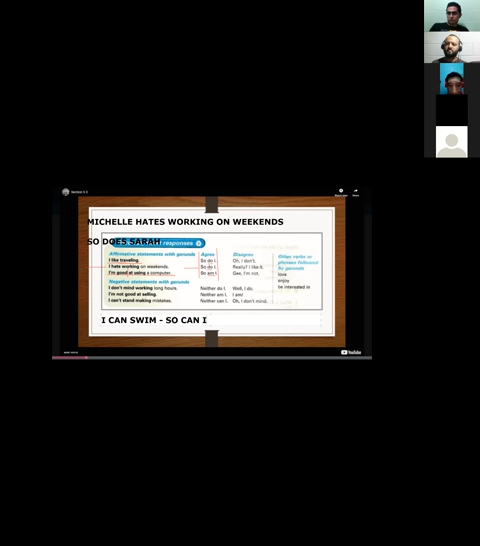 Section 5.3
MICHELLE HATES WORKING ON WEEKENDS
SO DOES SARAH
responses
Affirmative statements with gerunds Agree Disagree Other verbs or
phrases followed
by gerunds
I like traveling. So do I. Oh, I don't.
I hate working on weekends. So do I. Really? I like it. love
I'm good at using a computer. So am I. Gee, I'm not. enjoy
Negative statements with gerunds be interested in
I don't mind working long hours. Neither do I. Well, I do.
I'm not good at selling. Neither am I. I am!
I can't stand making mistakes. Neither can I. Oh, I don't mind.
I CAN SWIM - SO CAN I
YouTube